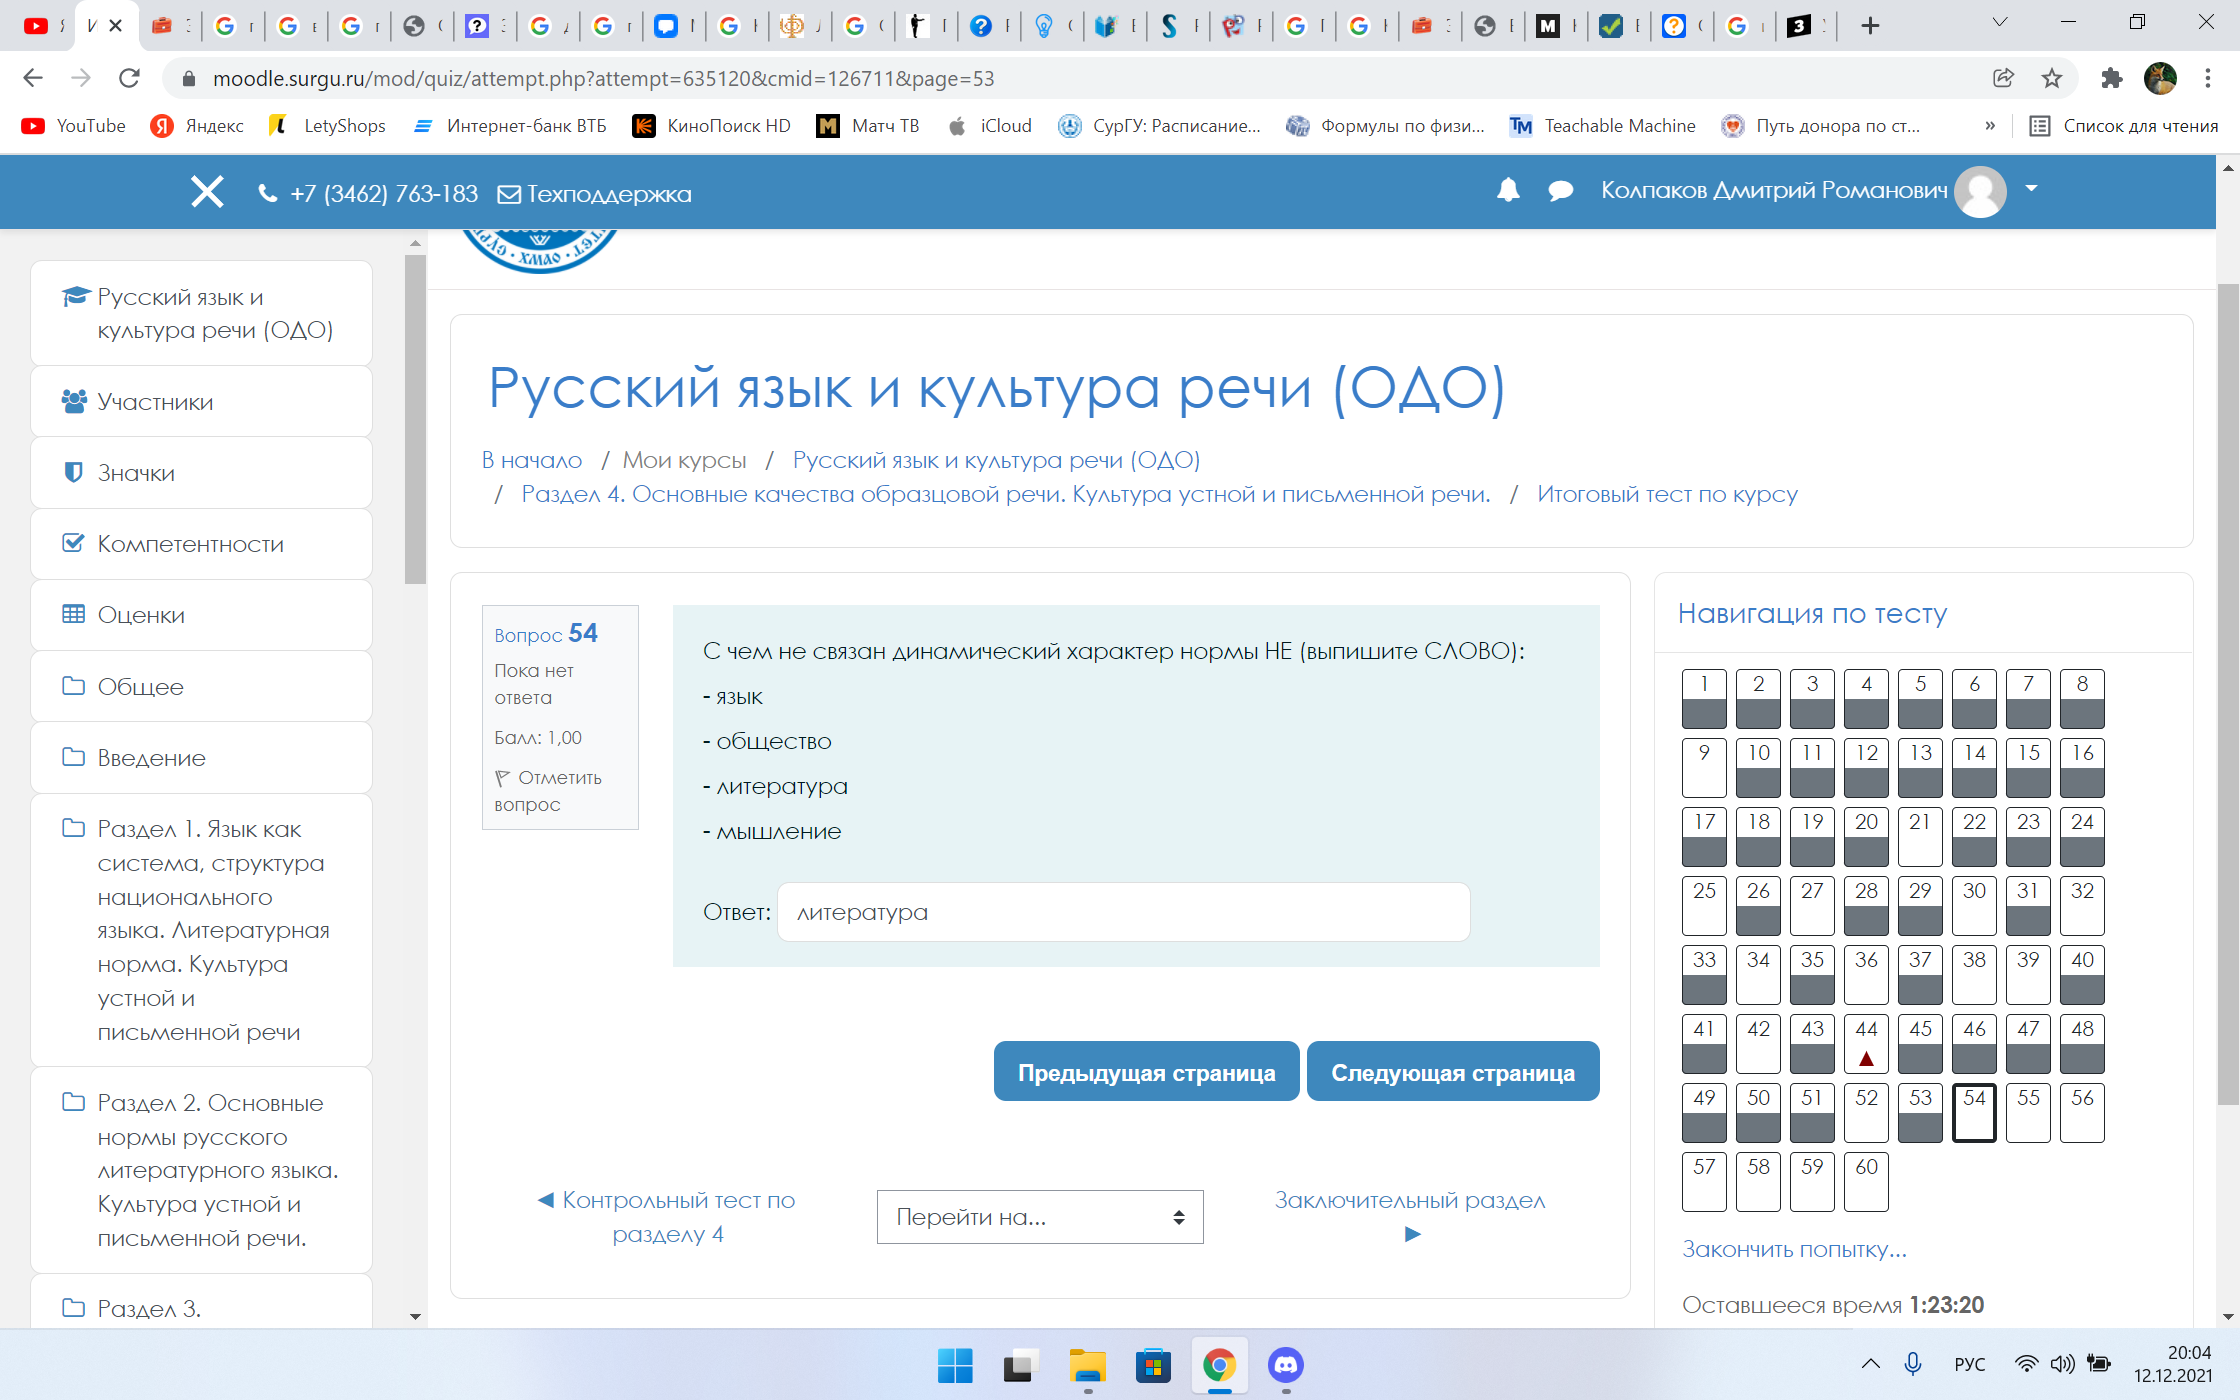 moodle.surgu.ru/mod/quiz/attempt.php?attempt=635120&cmid=126711&page=53
YouTube Яндекс LetyShops Интернет-банк ВТБ КиноПоиск HD Матч ТВ iCloud СурГУ: Расписание... Формулы по физи... Teachable Machine Путь донора по ст... » Список для чтения
+7 (3462) 763-183 Техподдержка Колпаков Дмитрий Романович
Русский язык и
культура речи (ОДО)
Участники
Значки
Компетентности
Оценки
Общее
Введение
Раздел 1. Язык как
система, структура
национального
языка. Литературная
норма. Культура
устной и
письменной речи
Раздел 2. Основные
нормы русского
литературного языка.
Культура устной и
письменной речи.
Раздел 3.
Русский язык и культура речи (ОДО)
В начало / Мои курсы / Русский язык и культура речи (ОДО)
/ Раздел 4. Основные качества образцовой речи. Культура устной и письменной речи. / Итоговый тест по курсу
Вопрос 54
Пока нет
ответа
Балл: 1,00
Отметить
вопрос
С чем не связан динамический характер нормы НЕ (выпишите СЛОВО):
- язык
- общество
- литература
- мышление
Ответ: литература
Предыдущая страница Следующая страница
◄ Контрольный тест по
разделу 4
Перейти на...
Заключительный раздел
►
Навигация по тесту
1 2 3 4 5 6 7 8
9 10 11 12 13 14 15 16
17 18 19 20 21 22 23 24
25 26 27 28 29 30 31 32
33 34 35 36 37 38 39 40
41 42 43 44 45 46 47 48
49 50 51 52 53 54 55 56
57 58 59 60
Закончить попытку...
Оставшееся время 1:23:20
РУС
20:04
12.12.2021